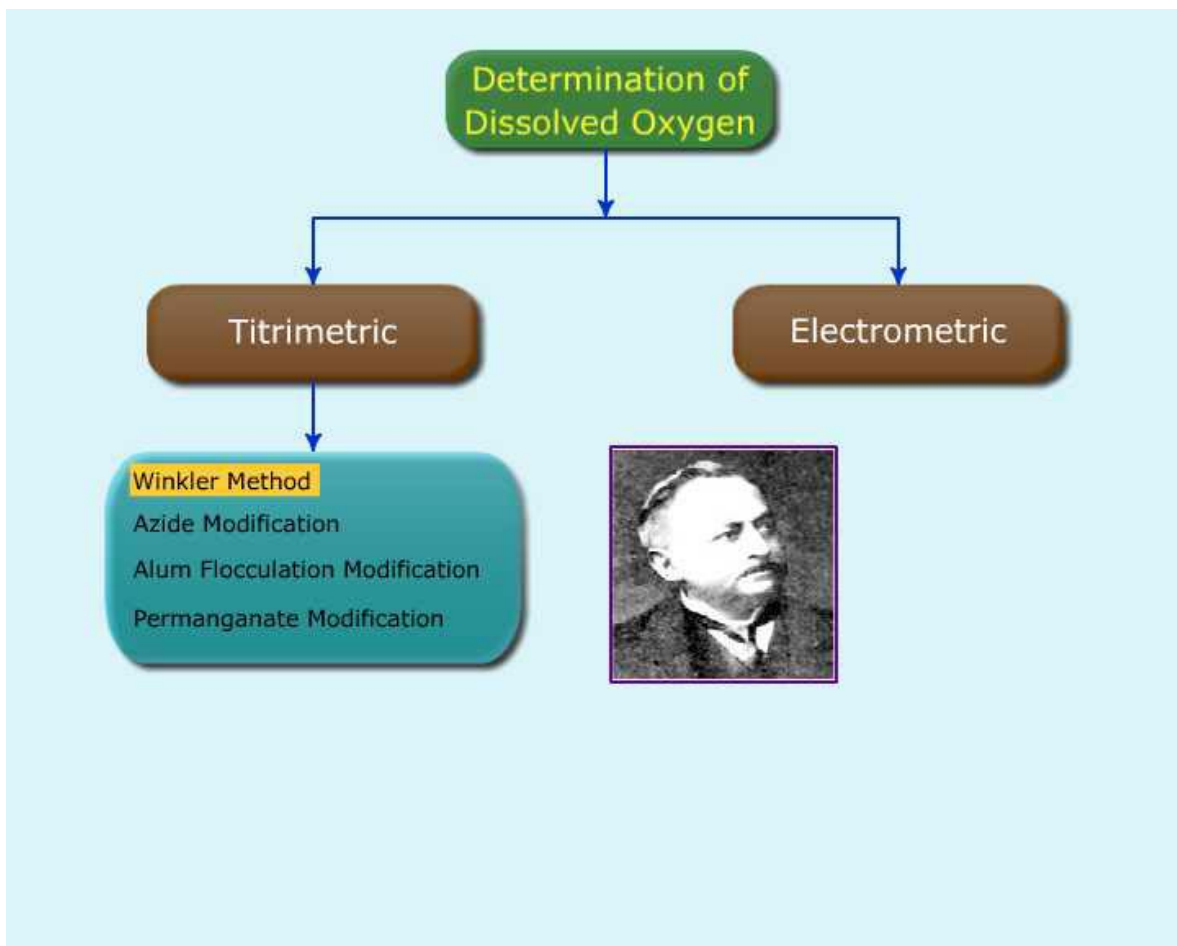 Determination of
Dissolved Oxygen
Titrimetric
Electrometric
Winkler Method
Azide Modification
Alum Flocculation Modification
Permanganate Modification